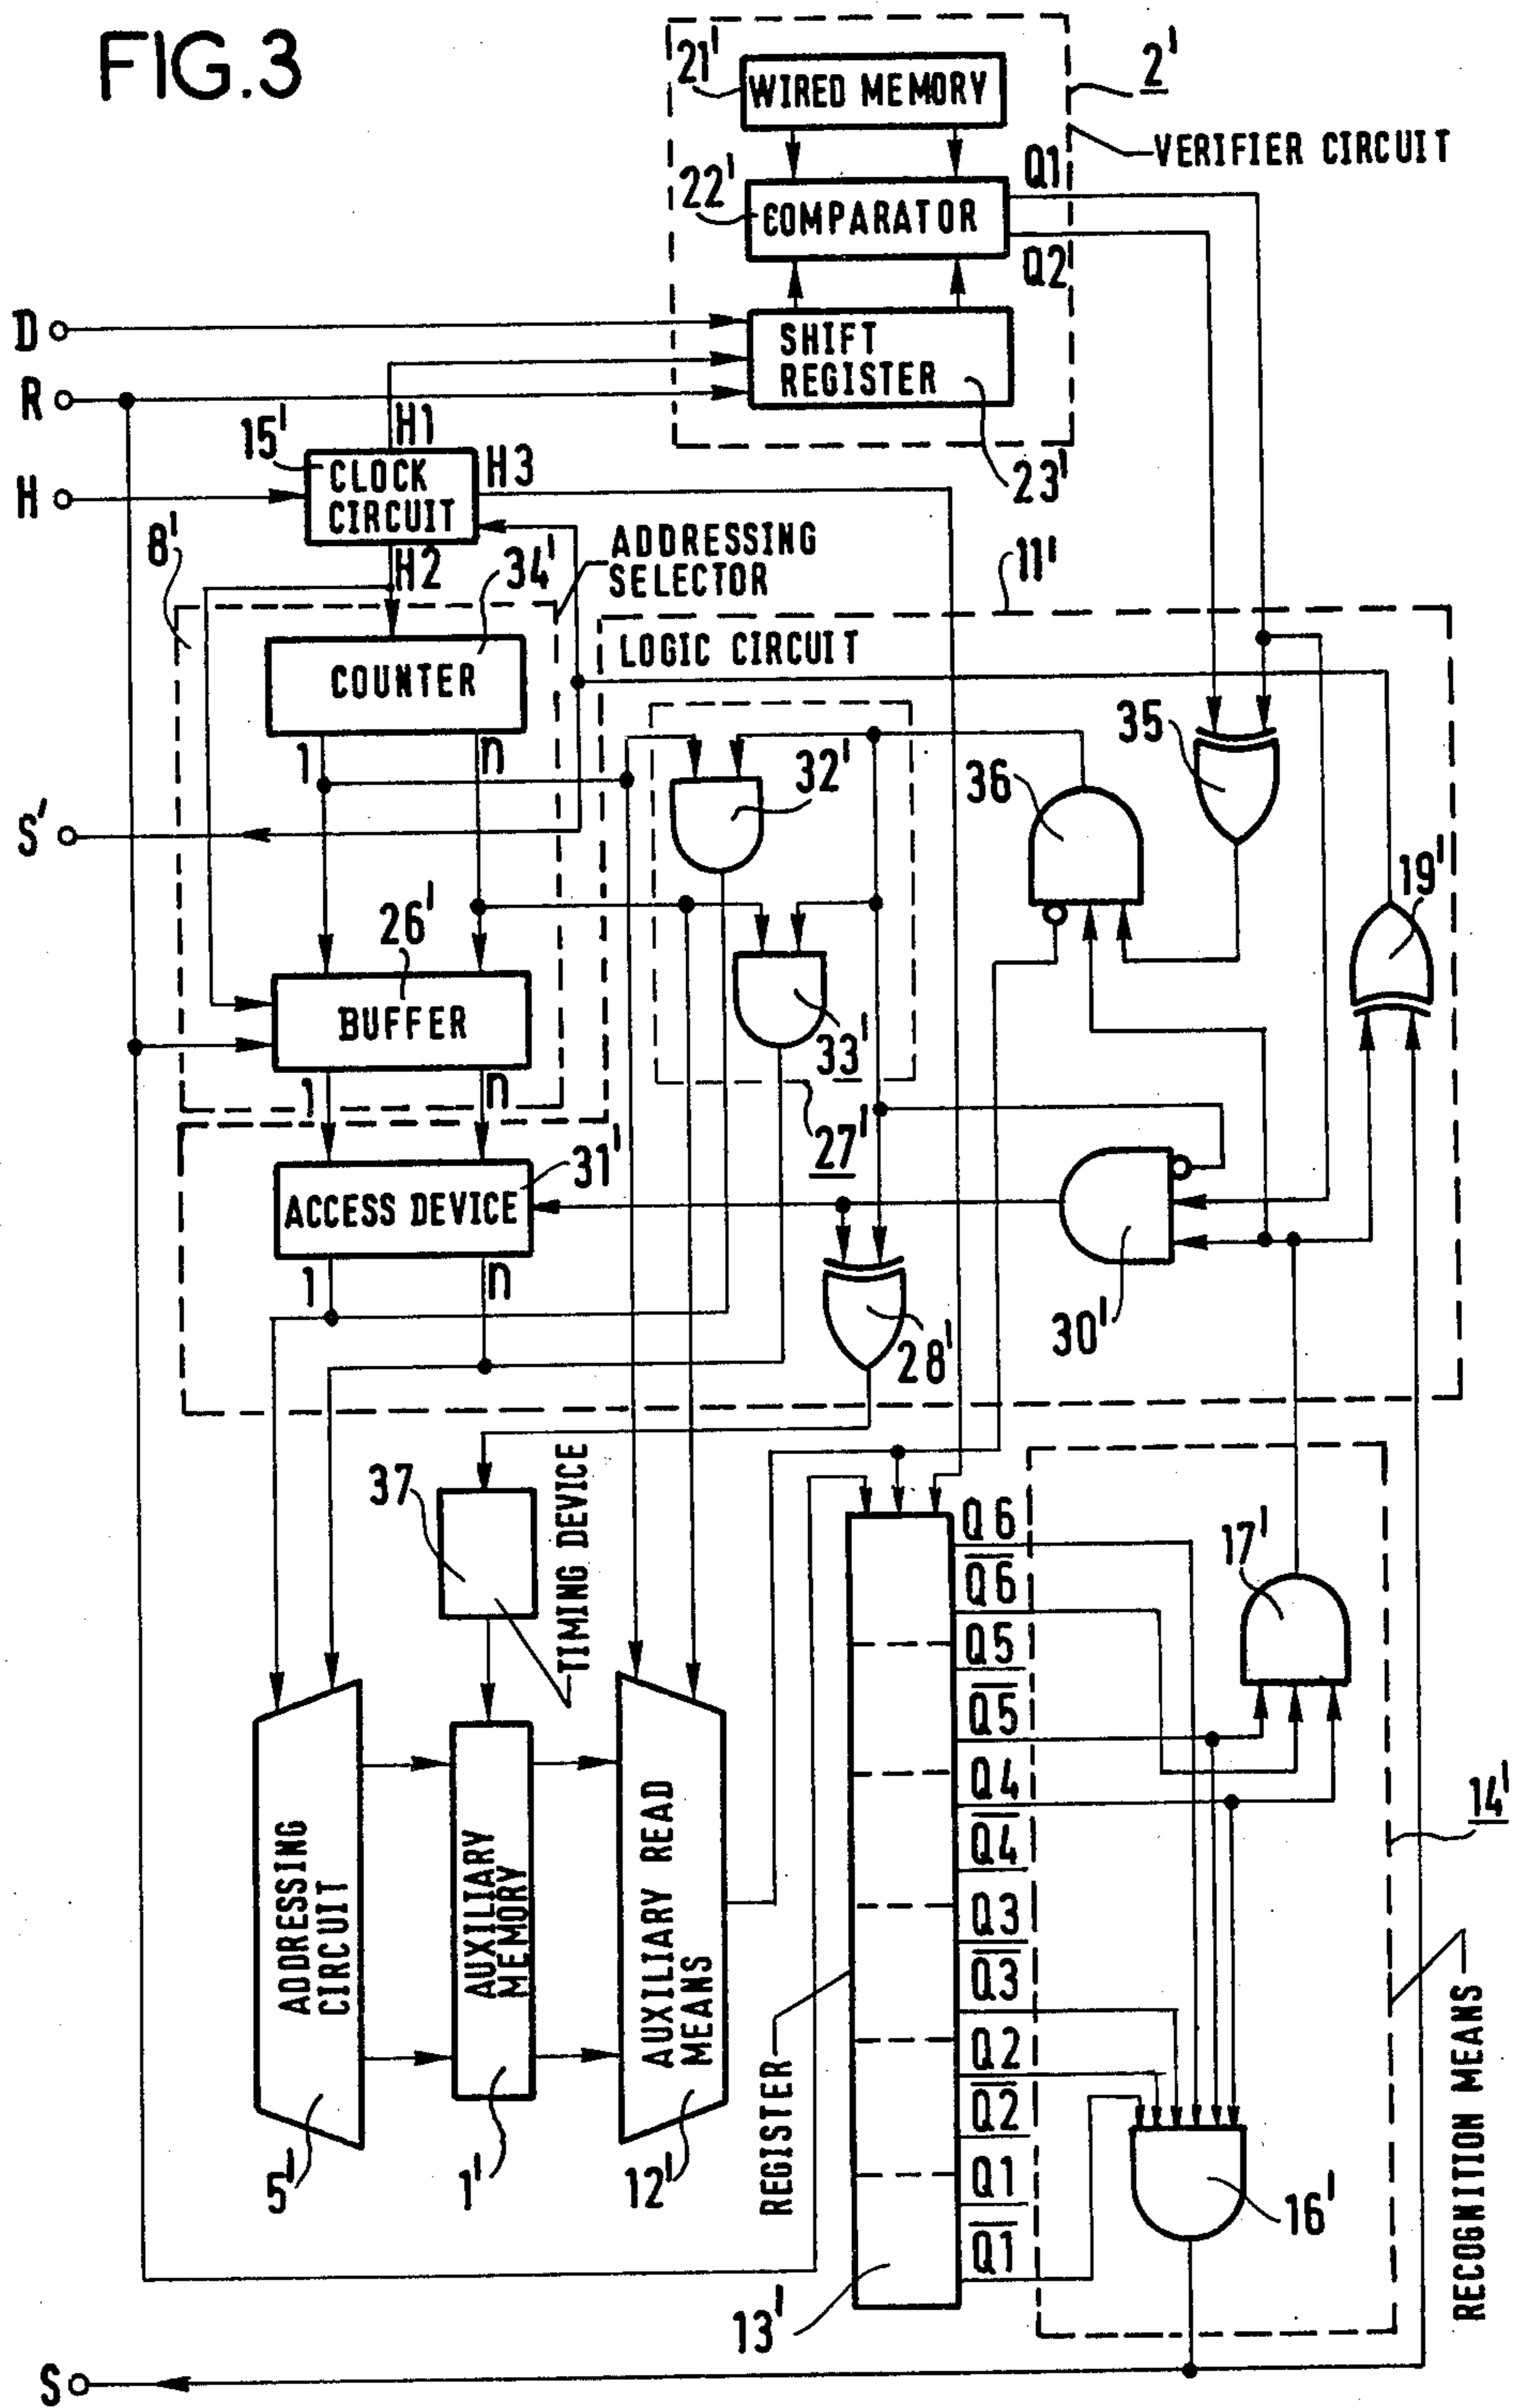 FIG.3
21'
WIRED MEMORY
2'
VERIFIER CIRCUIT
22'
COMPARATOR
Q1
Q2
D
SHIFT
REGISTER
R
23'
15'
H1
CLOCK
CIRCUIT
H3
H
H2
8'
34'
ADDRESSING
SELECTOR
11'
LOGIC CIRCUIT
COUNTER
1
n
32'
36
35
S'
19'
26'
BUFFER
33'
1
n
27'
31'
ACCESS DEVICE
1
n
30'
28'
37
TIMING DEVICE
Q6
Q6
Q5
Q5
Q4
Q4
Q3
Q3
Q2
Q2
Q1
Q1
17'
14'
ADDRESSING
CIRCUIT
AUXILIARY
MEMORY
AUXILIARY READ
MEANS
REGISTER
RECOGNITION MEANS
5'
1'
12'
16'
13'
S